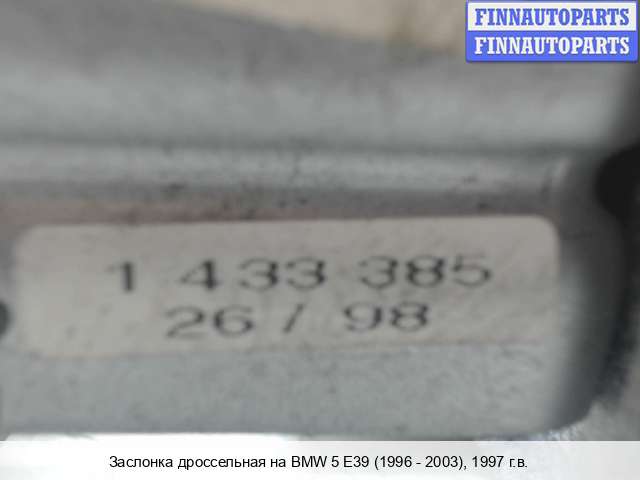 FINNAUTOPARTS
FINNAUTOPARTS
1 433 385
26 / 98
Заслонка дроссельная на BMW 5 E39 (1996 - 2003), 1997 г.в.